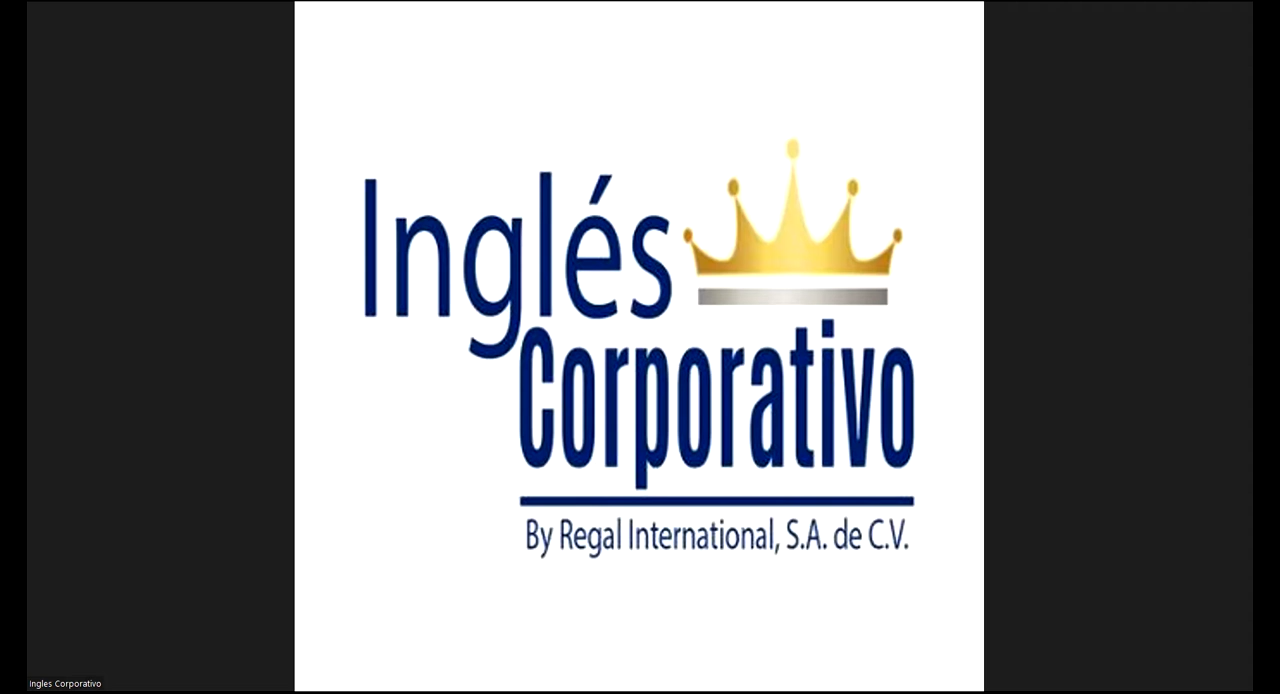 Inglés
Corporativo
By Regal International, S.A. de C.V.
Ingles Corporativo